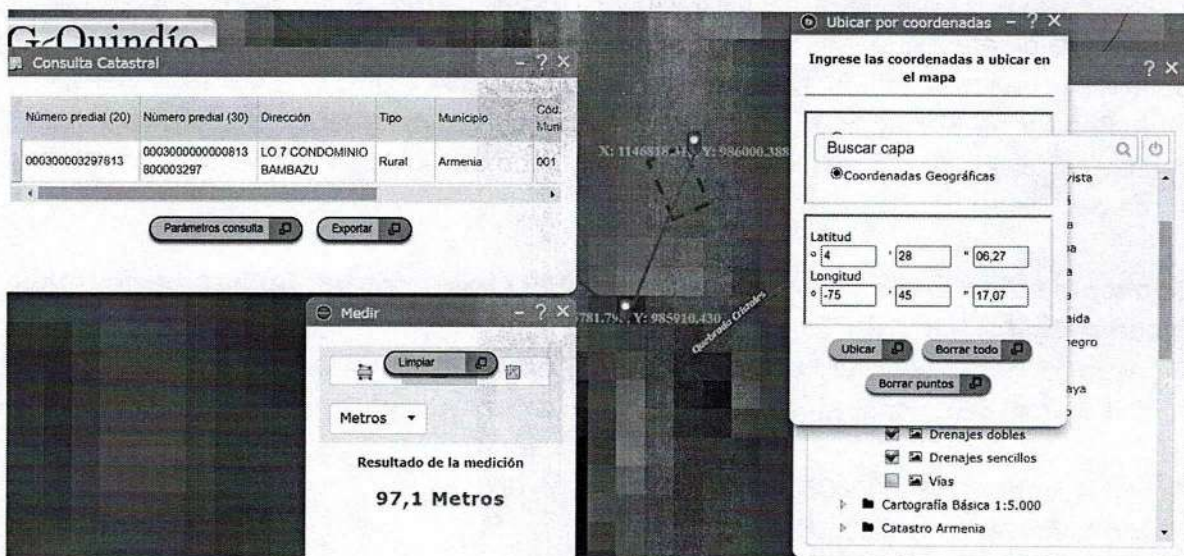 G-Quindío
Consulta Catastral
Número predial (20) Número predial (30) Dirección Tipo Municipio Cód. Muni
000300003297813 0003000000000813 800003297 LO 7 CONDOMINIO BAMBAZU Rural Armenia 001
Parámetros consulta
Exportar
Medir
Limpiar
Metros
Resultado de la medición
97,1 Metros
Y: 986000.388
Y: 985910.430
Quebrada Cristales
Ubicar por coordenadas
Ingrese las coordenadas a ubicar en
el mapa
Buscar capa
Coordenadas Geográficas
Latitud
° 4 ' 28 " 06,27
Longitud
° -75 ' 45 " 17,07
Ubicar
Borrar todo
Borrar puntos
Drenajes dobles
Drenajes sencillos
Vías
Cartografía Básica 1:5.000
Catastro Armenia